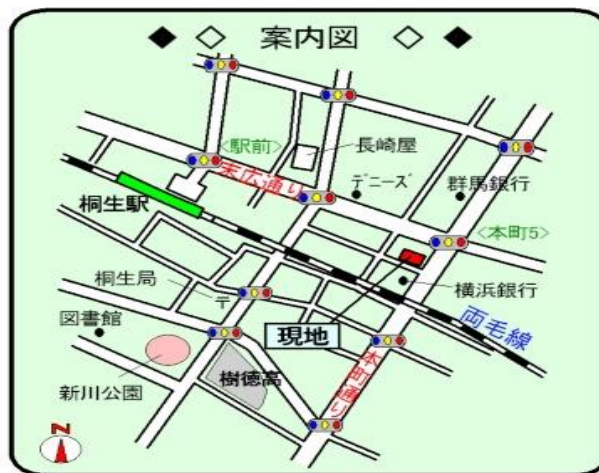 ◆ ◇ 案内図 ◇ ◆
<駅前>
長崎屋
末広通り
デニーズ
群馬銀行
桐生駅
<本町5>
桐生局
〒
横浜銀行
図書館
現地
両毛線
新川公園
樹徳高
本町通り
N